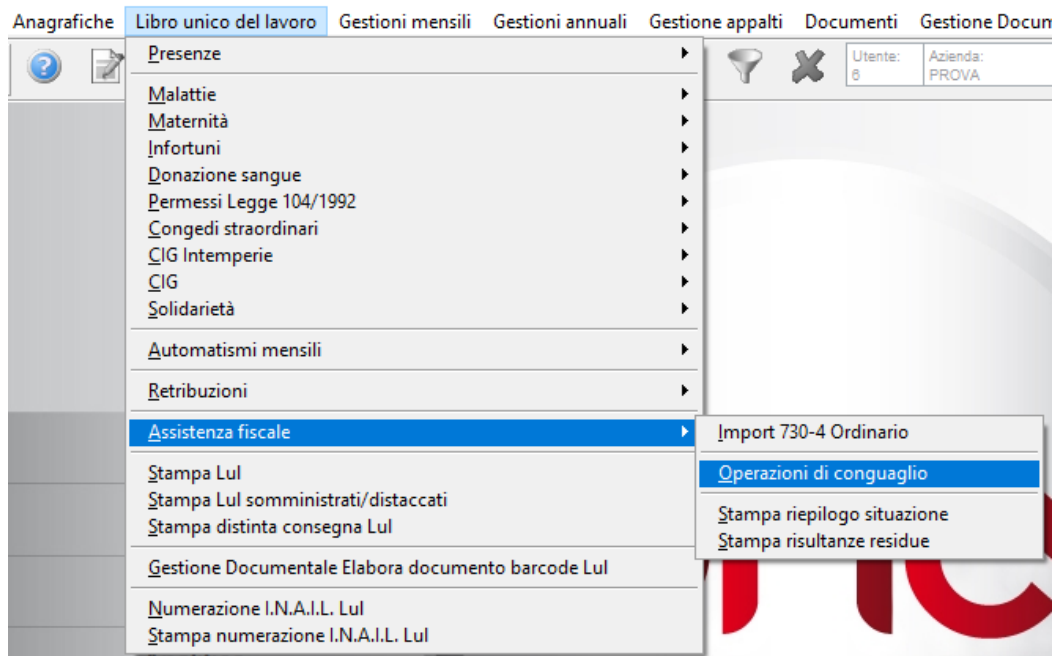 Anagrafiche Libro unico del lavoro Gestioni mensili Gestioni annuali Gestione appalti Documenti Gestione Docum
Utente: Azienda:
6 PROVA
Presenze
Malattie
Maternità
Infortuni
Donazione sangue
Permessi Legge 104/1992
Congedi straordinari
CIG Intemperie
CIG
Solidarietà
Automatismi mensili
Retribuzioni
Assistenza fiscale
Import 730-4 Ordinario
Operazioni di conguaglio
Stampa riepilogo situazione
Stampa risultanze residue
Stampa Lul
Stampa Lul somministrati/distaccati
Stampa distinta consegna Lul
Gestione Documentale Elabora documento barcode Lul
Numerazione I.N.A.I.L. Lul
Stampa numerazione I.N.A.I.L. Lul